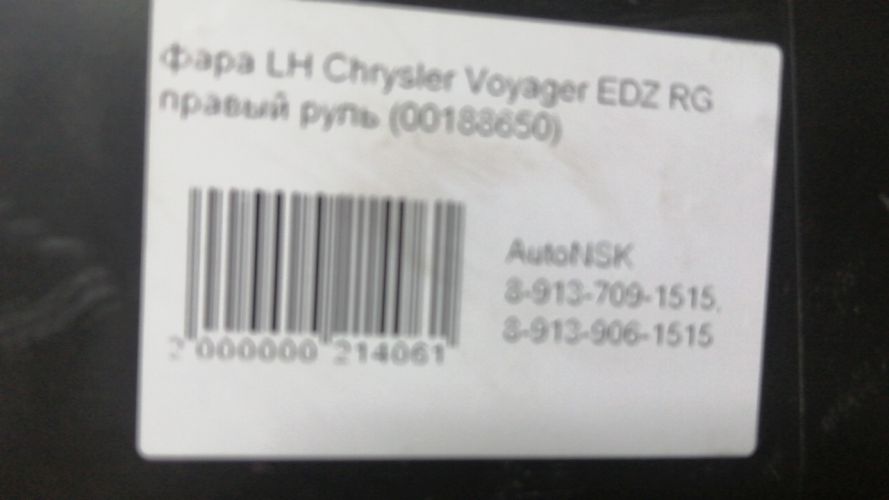 Фара LH Chrysler Voyager EDZ RG
правый руль (00188650)
AutoNSK
8-913-709-1515,
8-913-906-1515
2 000000 214061